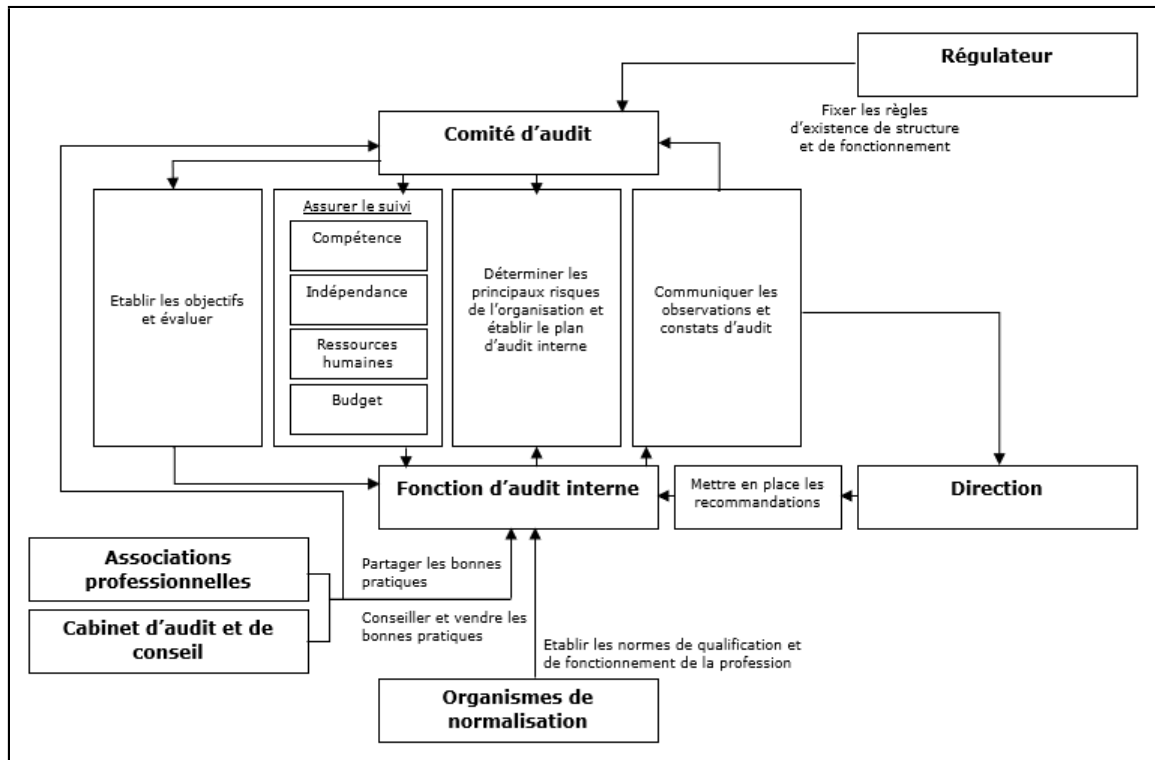 Régulateur
Fixer les règles
d'existence de structure
et de fonctionnement
Comité d'audit
Etablir les objectifs
et évaluer
Assurer le suivi
Compétence
Indépendance
Ressources
humaines
Budget
Déterminer les
principaux risques
de l'organisation et
établir le plan
d'audit interne
Communiquer les
observations et
constats d'audit
Fonction d'audit interne
Mettre en place les
recommandations
Direction
Associations
professionnelles
Partager les bonnes
pratiques
Cabinet d'audit et de
conseil
Conseiller et vendre les
bonnes pratiques
Etablir les normes de qualification et
de fonctionnement de la profession
Organismes de
normalisation